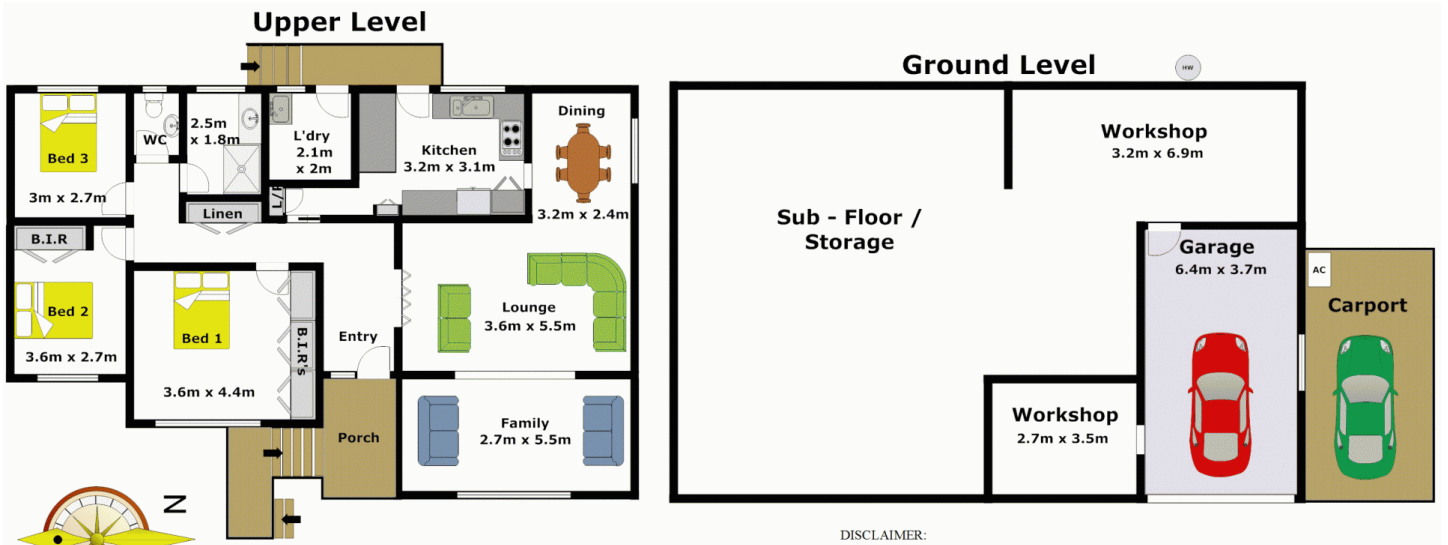 Upper Level
Bed 3
3m x 2.7m
WC
2.5m
x 1.8m
L'dry
2.1m
x 2m
Kitchen
3.2m x 3.1m
Dining
3.2m x 2.4m
B/L
Linen
B.I.R
Bed 2
3.6m x 2.7m
Bed 1
3.6m x 4.4m
B.I.R's
Entry
Lounge
3.6m x 5.5m
Porch
Family
2.7m x 5.5m
N
Ground Level
HW
Workshop
3.2m x 6.9m
Sub - Floor /
Storage
Garage
6.4m x 3.7m
AC
Carport
Workshop
2.7m x 3.5m
DISCLAIMER: